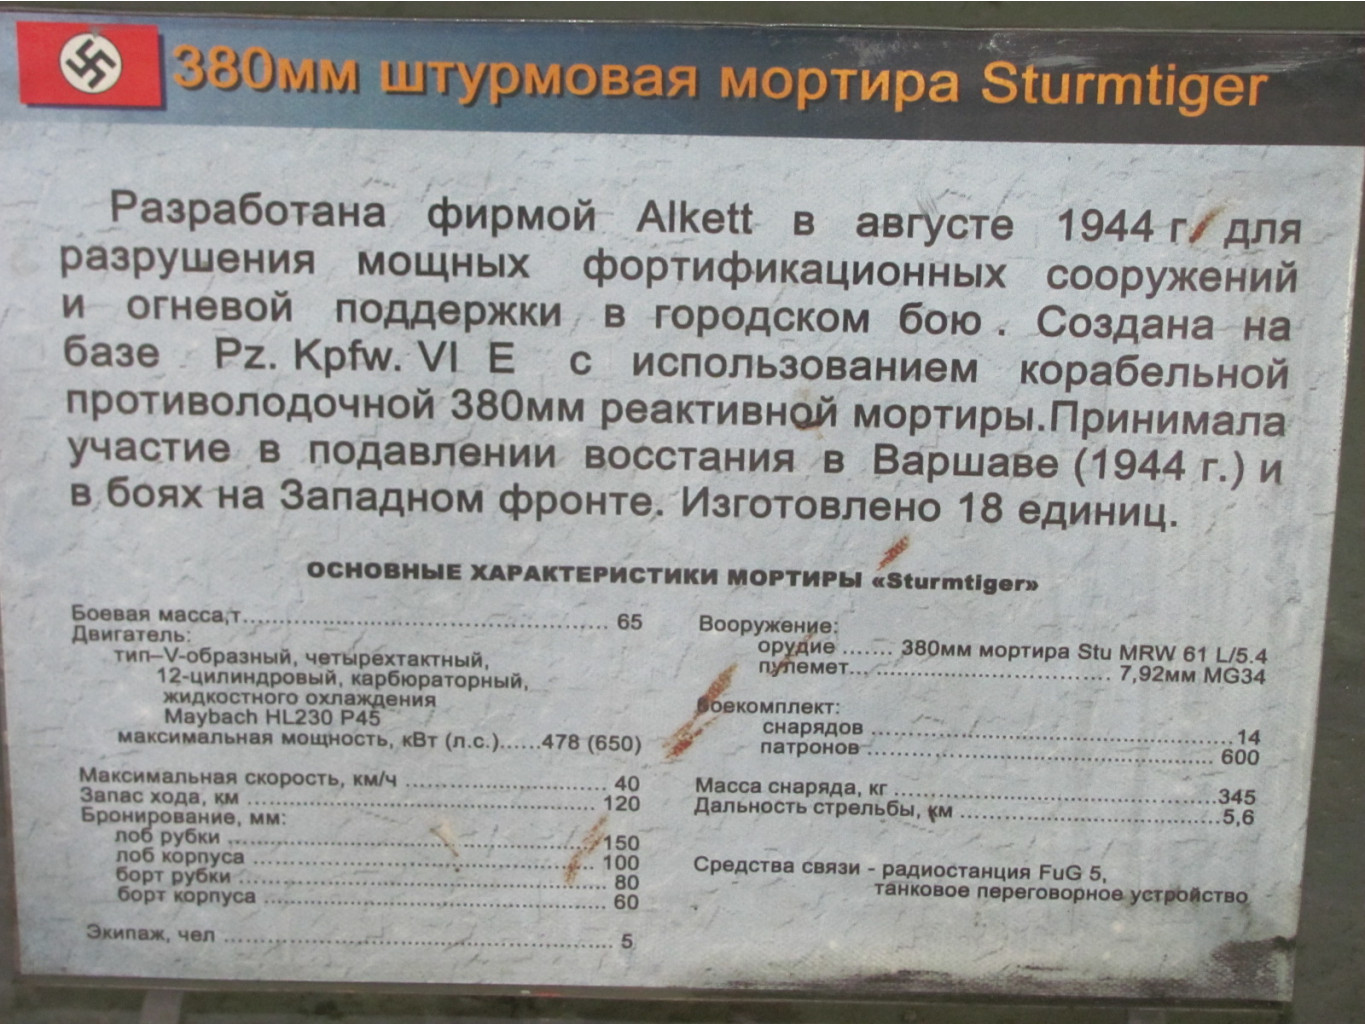 380мм штурмовая мортира Sturmtiger
Разработана фирмой Alkett в августе 1944 г. для
разрушения мощных фортификационных сооружений
и огневой поддержки в городском бою . Создана на
базе Pz. Kpfw. VI E с использованием корабельной
противолодочной 380мм реактивной мортиры.Принимала
участие в подавлении восстания в Варшаве (1944 г.) и
в боях на Западном фронте. Изготовлено 18 единиц.
ОСНОВНЫЕ ХАРАКТЕРИСТИКИ МОРТИРЫ «Sturmtiger»
Боевая масса,т.......................................................... 65
Двигатель:
тип–V-образный, четырехтактный,
12-цилиндровый, карбюраторный,
жидкостного охлаждения
Maybach HL230 P45
максимальная мощность, кВт (л.с.)......478 (650)
Максимальная скорость, км/ч .................................... 40
Запас хода, км ........................................................ 120
Бронирование, мм:
лоб рубки ........................................................150
лоб корпуса .................................................... 100
борт рубки ....................................................... 80
борт корпуса ................................................... 60
Экипаж, чел ............................................................. 5
Вооружение:
орудие ....... 380мм мортира Stu MRW 61 L/5.4
пулемет...................................... 7,92мм MG34
Боекомплект:
снарядов ......................................................14
патронов ..................................................... 600
Масса снаряда, кг ..................................................345
Дальность стрельбы, км .........................................5,6
Средства связи - радиостанция FuG 5,
танковое переговорное устройство